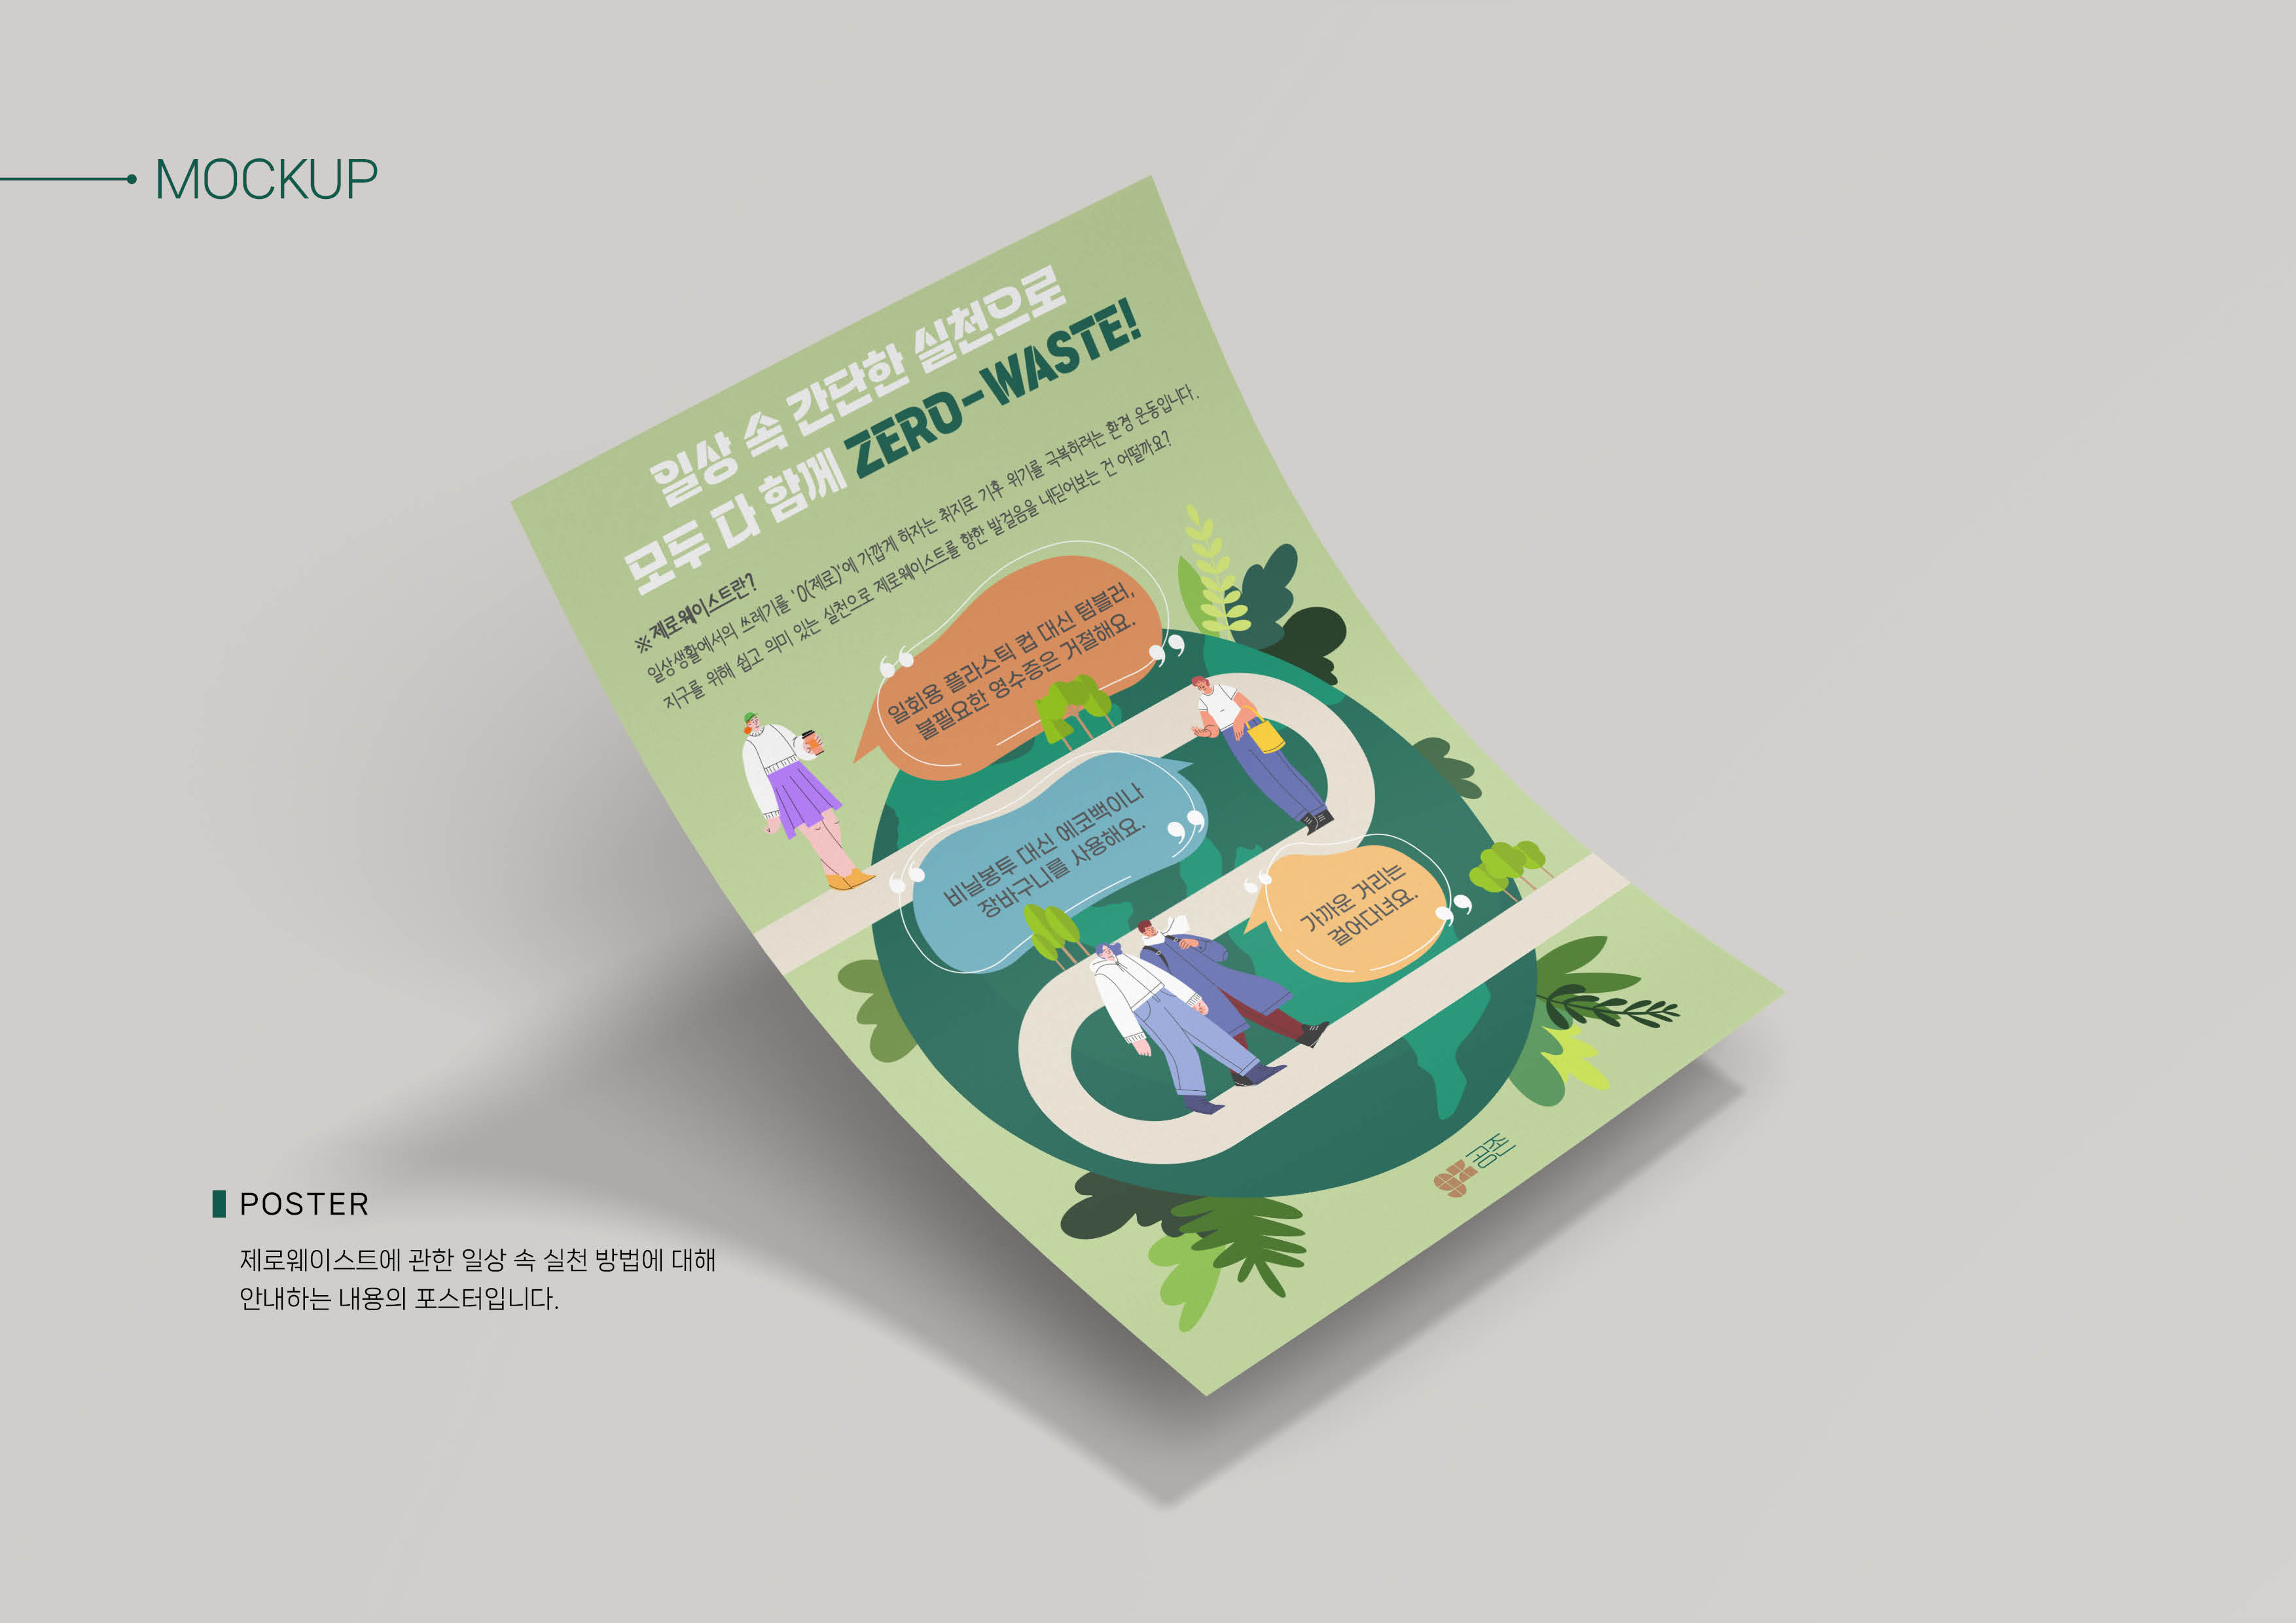 MOCKUP
일상 속 간단한 실천으로
모두 다 함께 ZERO-WASTE!
※제로웨이스트란?
일상생활에서의 쓰레기를 '0(제로)'에 가깝게 하자는 취지로 기후 위기를 극복하려는 환경 운동입니다.
지구를 위해 쉽고 의미 있는 실천으로 제로웨이스트를 향한 발걸음을 내딛어보는 건 어떨까요?
“일회용 플라스틱 컵 대신 텀블러,
불필요한 영수증은 거절해요.”
“비닐봉투 대신 에코백이나
장바구니를 사용해요.”
“가까운 거리는
걸어다녀요.”
공존
POSTER
제로웨이스트에 관한 일상 속 실천 방법에 대해
안내하는 내용의 포스터입니다.